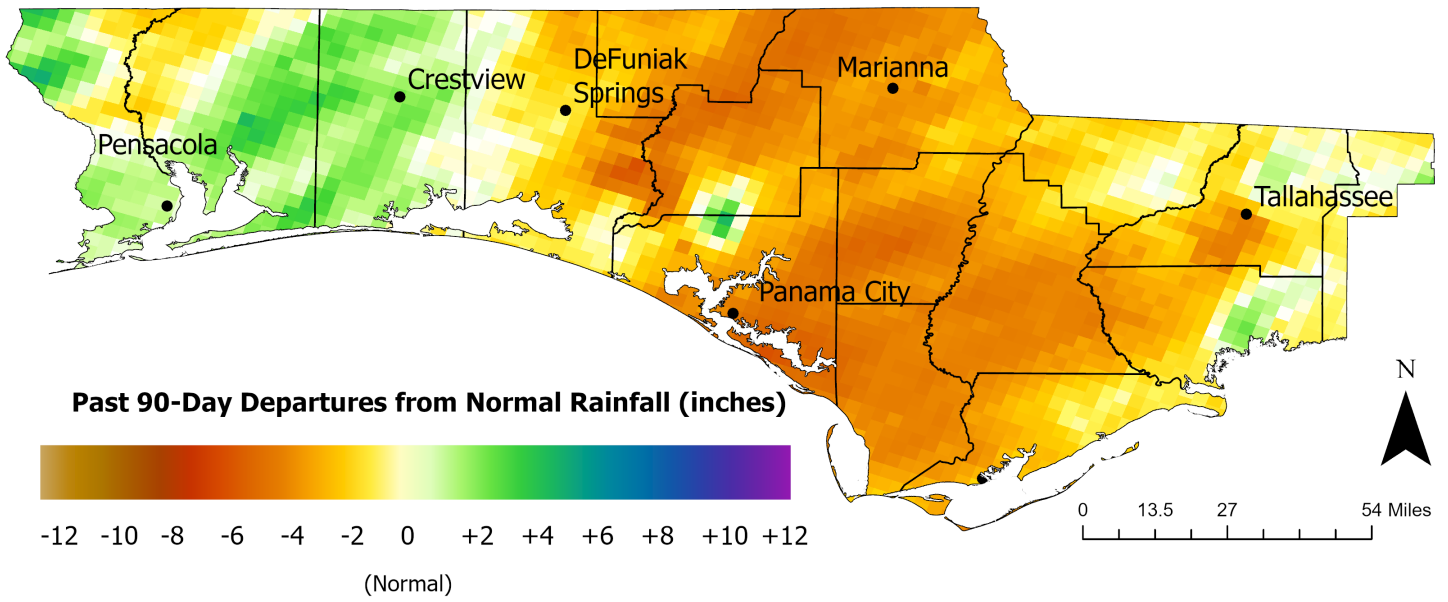 DeFuniak
Springs
Crestview
Marianna
Pensacola
Tallahassee
Panama City
N
Past 90-Day Departures from Normal Rainfall (inches)
-12 -10 -8 -6 -4 -2 0 +2 +4 +6 +8 +10 +12
(Normal)
0 13.5 27 54 Miles